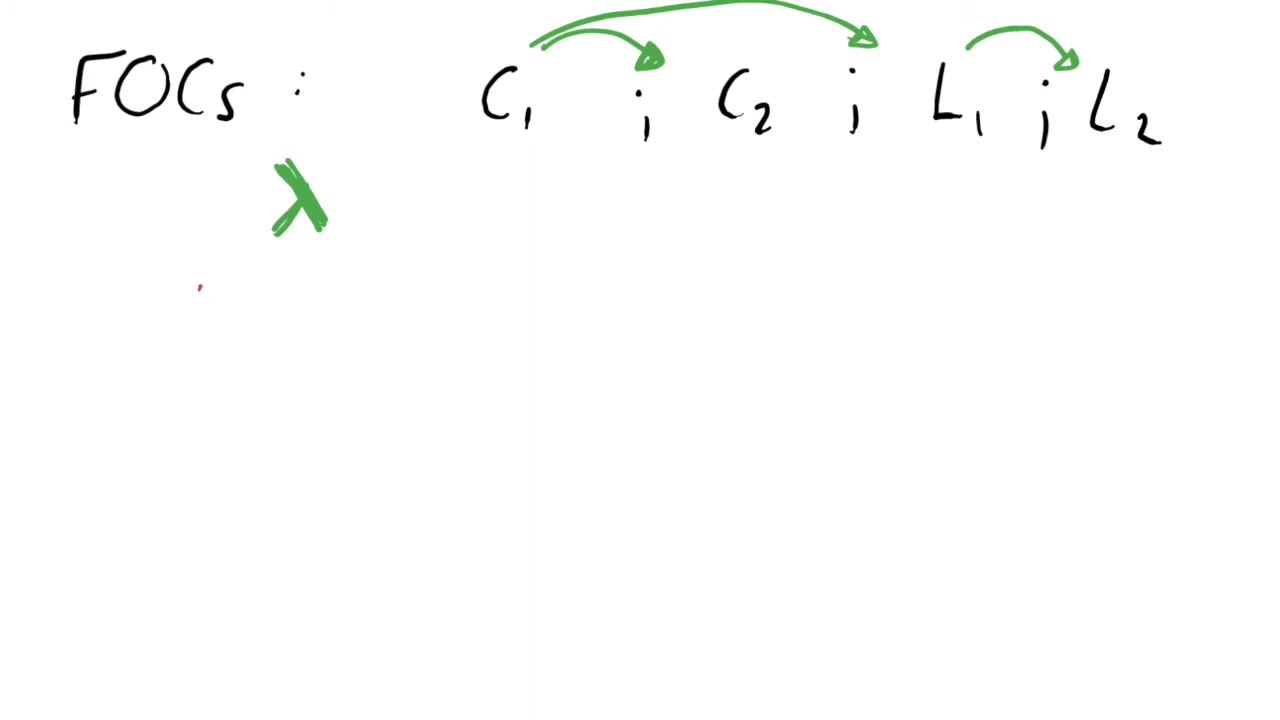 FOCs : C₁ ; C₂ ; L₁ ; L₂
λ